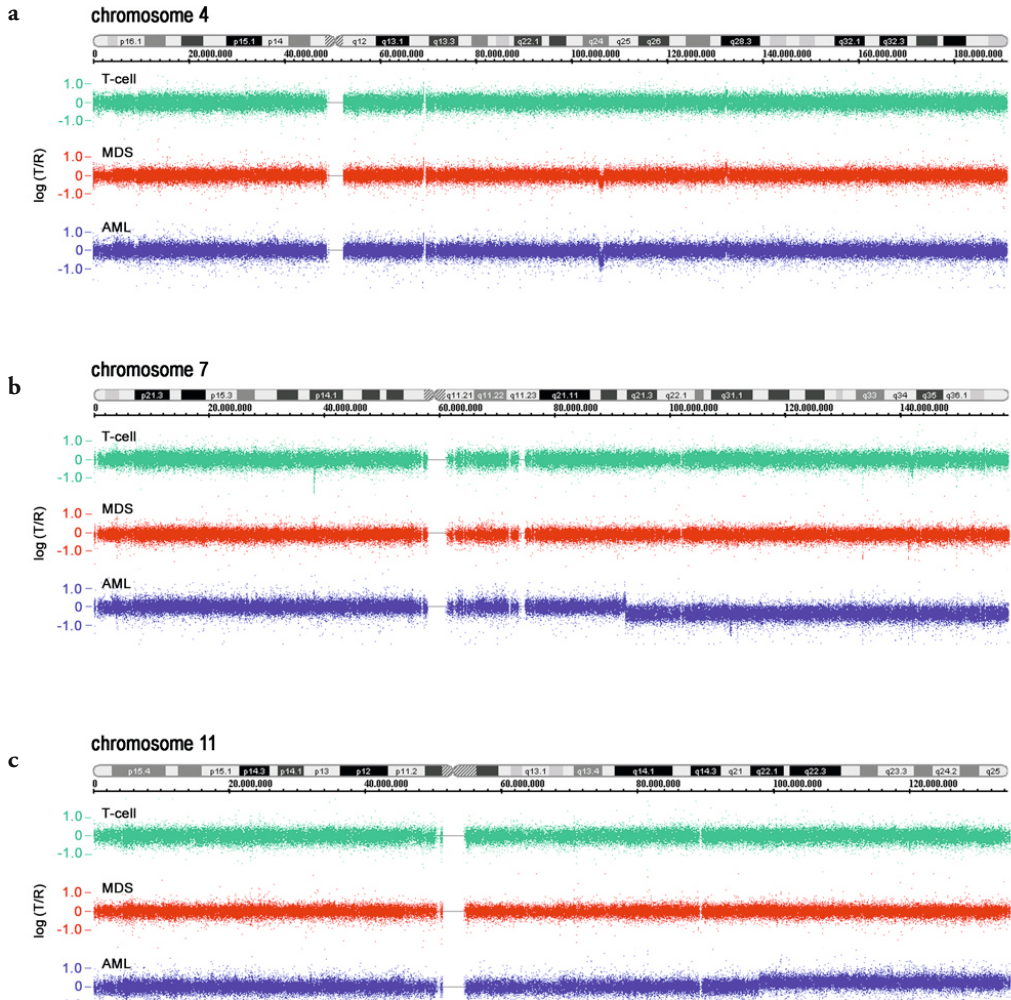 a
chromosome 4
p16.1 p15.1 p14 q12 q13.1 q13.3 q22.1 q24 q25 q26 q28.3 q32.1 q32.3
0 20.000.000 40.000.000 60.000.000 80.000.000 100.000.000 120.000.000 140.000.000 160.000.000 180.000.000
T-cell
1.0
0
-1.0
MDS
1.0
0
-1.0
log (T/R)
AML
1.0
0
-1.0
b
chromosome 7
p21.3 p15.3 p14.1 q11.21 q11.22 q11.23 q21.11 q21.3 q22.1 q31.1 q33 q34 q35 q36.1
0 20.000.000 40.000.000 60.000.000 80.000.000 100.000.000 120.000.000 140.000.000
T-cell
1.0
0
-1.0
MDS
1.0
0
-1.0
log (T/R)
AML
1.0
0
-1.0
c
chromosome 11
p15.4 p15.1 p14.3 p14.1 p13 p12 p11.2 q13.1 q13.4 q14.1 q14.3 q21 q22.1 q22.3 q23.3 q24.2 q25
0 20.000.000 40.000.000 60.000.000 80.000.000 100.000.000 120.000.000
T-cell
1.0
0
-1.0
MDS
1.0
0
-1.0
log (T/R)
AML
1.0
0